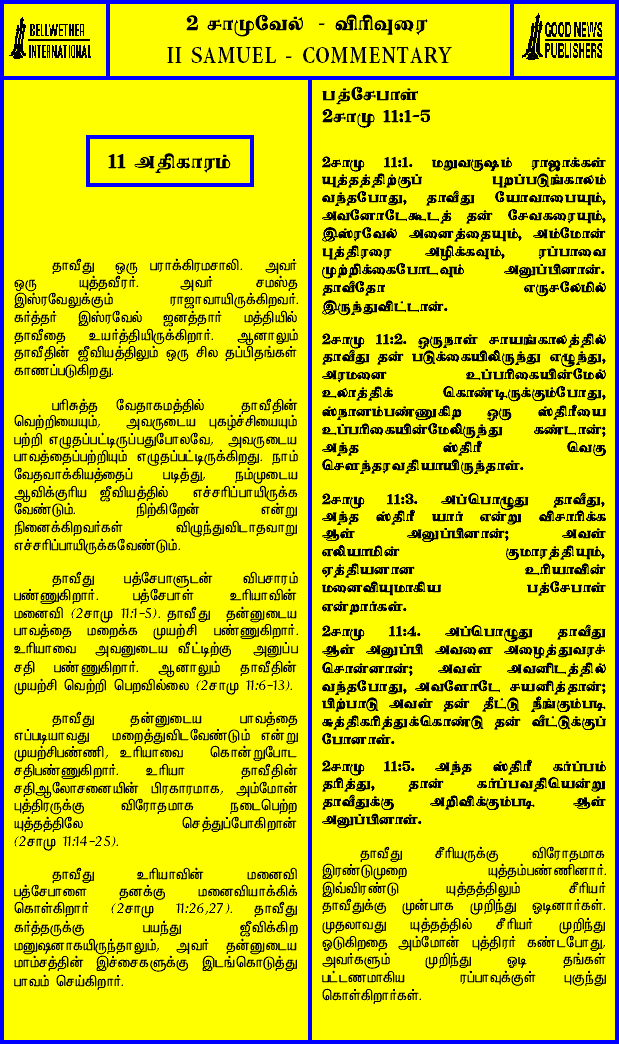 BELLWETHER
INTERNATIONAL
2 சாமுவேல் - விரிவுரை
II SAMUEL - COMMENTARY
GOOD NEWS
PUBLISHERS
11 அதிகாரம்
தாவீது ஒரு பராக்கிரமசாலி. அவர்
ஒரு யுத்தவீரர். அவர் சமஸ்த
இஸ்ரவேலுக்கும் ராஜாவாயிருக்கிறவர்.
கர்த்தர் இஸ்ரவேல் ஜனத்தார் மத்தியில்
தாவீதை உயர்த்தியிருக்கிறார். ஆனாலும்
தாவீதின் ஜீவியத்திலும் ஒரு சில தப்பிதங்கள்
காணப்படுகிறது.
பரிசுத்த வேதாகமத்தில் தாவீதின்
வெற்றியையும், அவருடைய புகழ்ச்சியையும்
பற்றி எழுதப்பட்டிருப்பதுபோலவே, அவருடைய
பாவத்தைப்பற்றியும் எழுதப்பட்டிருக்கிறது. நாம்
வேதவாக்கியத்தைப் படித்து, நம்முடைய
ஆவிக்குரிய ஜீவியத்தில் எச்சரிப்பாயிருக்க
வேண்டும். நிற்கிறேன் என்று
நினைக்கிறவர்கள் விழுந்துவிடாதவாறு
எச்சரிப்பாயிருக்கவேண்டும்.
தாவீது பத்சேபாளுடன் விபசாரம்
பண்ணுகிறார். பத்சேபாள் உரியாவின்
மனைவி (2சாமு 11:1-5). தாவீது தன்னுடைய
பாவத்தை மறைக்க முயற்சி பண்ணுகிறார்.
உரியாவை அவனுடைய வீட்டிற்கு அனுப்ப
சதி பண்ணுகிறார். ஆனாலும் தாவீதின்
முயற்சி வெற்றி பெறவில்லை (2சாமு 11:6-13).
தாவீது தன்னுடைய பாவத்தை
எப்படியாவது மறைத்துவிடவேண்டும் என்று
முயற்சிபண்ணி, உரியாவை கொன்றுபோட
சதிபண்ணுகிறார். உரியா தாவீதின்
சதிஆலோசனையின் பிரகாரமாக, அம்மோன்
புத்திரருக்கு விரோதமாக நடைபெற்ற
யுத்தத்திலே செத்துப்போகிறான்
(2சாமு 11:14-25).
தாவீது உரியாவின் மனைவி
பத்சேபாளை தனக்கு மனைவியாக்கிக்
கொள்கிறார் (2சாமு 11:26,27). தாவீது
கர்த்தருக்கு பயந்து ஜீவிக்கிற
மனுஷனாகயிருந்தாலும், அவர் தன்னுடைய
மாம்சத்தின் இச்சைகளுக்கு இடங்கொடுத்து
பாவம் செய்கிறார்.
பத்சேபாள்
2சாமு 11:1-5
2சாமு 11:1. மறுவருஷம் ராஜாக்கள்
யுத்தத்திற்குப் புறப்படுங்காலம்
வந்தபோது, தாவீது யோவாபையும்,
அவனோடேகூடத் தன் சேவகரையும்,
இஸ்ரவேல் அனைத்தையும், அம்மோன்
புத்திரரை அழிக்கவும், ரப்பாவை
முற்றிக்கைபோடவும் அனுப்பினான்.
தாவீதோ எருசலேமில்
இருந்துவிட்டான்.
2சாமு 11:2. ஒருநாள் சாயங்காலத்தில்
தாவீது தன் படுக்கையிலிருந்து எழுந்து,
அரமனை உப்பரிகையின்மேல்
உலாத்திக் கொண்டிருக்கும்போது,
ஸ்நானம்பண்ணுகிற ஒரு ஸ்திரீயை
உப்பரிகையின்மேலிருந்து கண்டான்;
அந்த ஸ்திரீ வெகு
சௌந்தரவதியாயிருந்தாள்.
2சாமு 11:3. அப்பொழுது தாவீது,
அந்த ஸ்திரீ யார் என்று விசாரிக்க
ஆள் அனுப்பினான்; அவள்
எலியாமின் குமாரத்தியும்,
ஏத்தியனான உரியாவின்
மனைவியுமாகிய பத்சேபாள்
என்றார்கள்.
2சாமு 11:4. அப்பொழுது தாவீது
ஆள் அனுப்பி அவளை அழைத்துவரச்
சொன்னான்; அவள் அவனிடத்தில்
வந்தபோது, அவளோடே சயனித்தான்;
பிற்பாடு அவள் தன் தீட்டு நீங்கும்படி
சுத்திகரித்துக்கொண்டு தன் வீட்டுக்குப்
போனாள்.
2சாமு 11:5. அந்த ஸ்திரீ கர்ப்பம்
தரித்து, தான் கர்ப்பவதியென்று
தாவீதுக்கு அறிவிக்கும்படி ஆள்
அனுப்பினாள்.
தாவீது சீரியருக்கு விரோதமாக
இரண்டுமுறை யுத்தம்பண்ணினார்.
இவ்விரண்டு யுத்தத்திலும் சீரியர்
தாவீதுக்கு முன்பாக முறிந்து ஓடினார்கள்.
முதலாவது யுத்தத்தில் சீரியர் முறிந்து
ஓடுகிறதை அம்மோன் புத்திரர் கண்டபோது,
அவர்களும் முறிந்து ஓடி தங்கள்
பட்டணமாகிய ரப்பாவுக்குள் புகுந்து
கொள்கிறார்கள்.